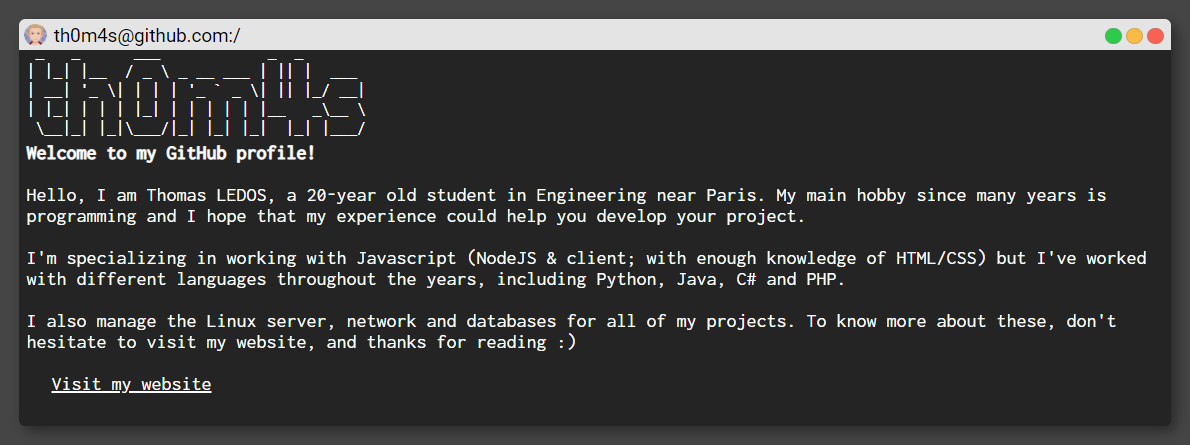 th0m4s@github.com:/
th0m4s
Welcome to my GitHub profile!
Hello, I am Thomas LEDOS, a 20-year old student in Engineering near Paris. My main hobby since many years is
programming and I hope that my experience could help you develop your project.
I'm specializing in working with Javascript (NodeJS & client; with enough knowledge of HTML/CSS) but I've worked
with different languages throughout the years, including Python, Java, C# and PHP.
I also manage the Linux server, network and databases for all of my projects. To know more about these, don't
hesitate to visit my website, and thanks for reading :)
Visit my website